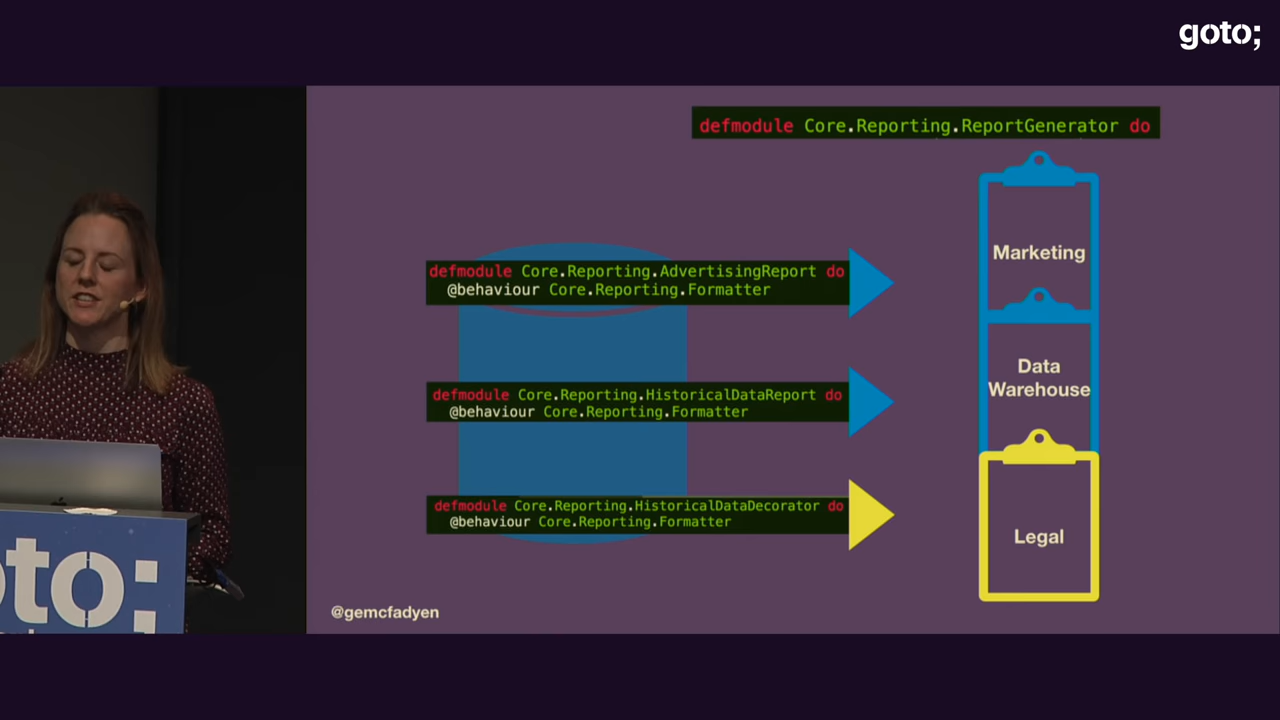 goto;
defmodule Core.Reporting.ReportGenerator do
defmodule Core.Reporting.AdvertisingReport do
@behaviour Core.Reporting.Formatter
defmodule Core.Reporting.HistoricalDataReport do
@behaviour Core.Reporting.Formatter
defmodule Core.Reporting.HistoricalDataDecorator do
@behaviour Core.Reporting.Formatter
Marketing
Data
Warehouse
Legal
@gemcfadyen
oto;